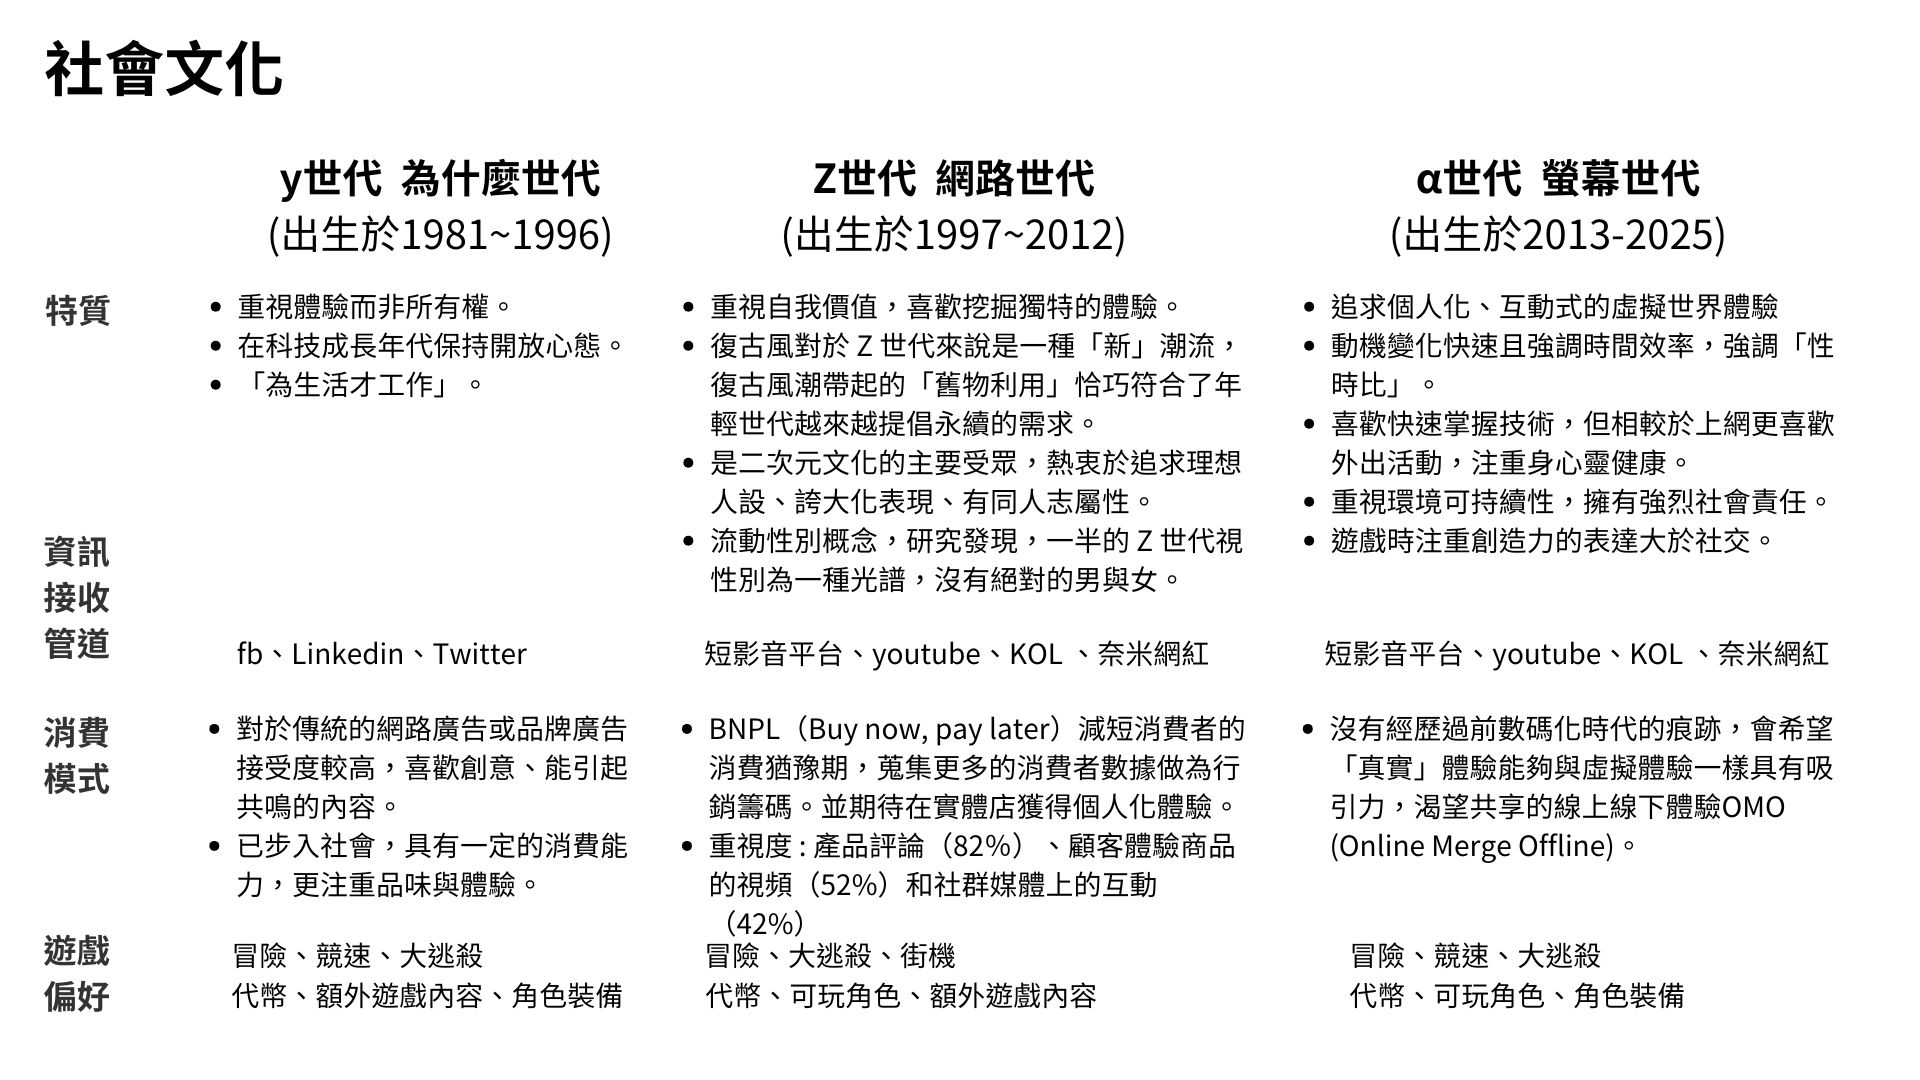 社會文化
y世代 為什麼世代
(出生於1981~1996)
Z世代 網路世代
(出生於1997~2012)
α世代 螢幕世代
(出生於2013-2025)
特質
• 重視體驗而非所有權。
• 在科技成長年代保持開放心態。
• 「為生活才工作」。
• 重視自我價值，喜歡挖掘獨特的體驗。
• 復古風對於 Z 世代來說是一種「新」潮流，
復古風潮帶起的「舊物利用」恰巧符合了年
輕世代越來越提倡永續的需求。
• 是二次元文化的主要受眾，熱衷於追求理想
人設、誇大化表現、有同人志屬性。
• 流動性別概念，研究發現，一半的 Z 世代視
性別為一種光譜，沒有絕對的男與女。
• 追求個人化、互動式的虛擬世界體驗
• 動機變化快速且強調時間效率，強調「性
時比」。
• 喜歡快速掌握技術，但相較於上網更喜歡
外出活動，注重身心靈健康。
• 重視環境可持續性，擁有強烈社會責任。
• 遊戲時注重創造力的表達大於社交。
資訊
接收
管道
fb、Linkedin、Twitter
短影音平台、youtube、KOL 、奈米網紅
短影音平台、youtube、KOL 、奈米網紅
消費
模式
• 對於傳統的網路廣告或品牌廣告
接受度較高，喜歡創意、能引起
共鳴的內容。
• 已步入社會，具有一定的消費能
力，更注重品味與體驗。
• BNPL（Buy now, pay later）減短消費者的
消費猶豫期，蒐集更多的消費者數據做為行
銷籌碼。並期待在實體店獲得個人化體驗。
• 重視度 : 產品評論（82%）、顧客體驗商品
的視頻（52%）和社群媒體上的互動
（42%）
• 沒有經歷過前數碼化時代的痕跡，會希望
「真實」體驗能夠與虛擬體驗一樣具有吸
引力，渴望共享的線上線下體驗OMO
(Online Merge Offline)。
遊戲
偏好
冒險、競速、大逃殺
代幣、額外遊戲內容、角色裝備
冒險、大逃殺、街機
代幣、可玩角色、額外遊戲內容
冒險、競速、大逃殺
代幣、可玩角色、角色裝備